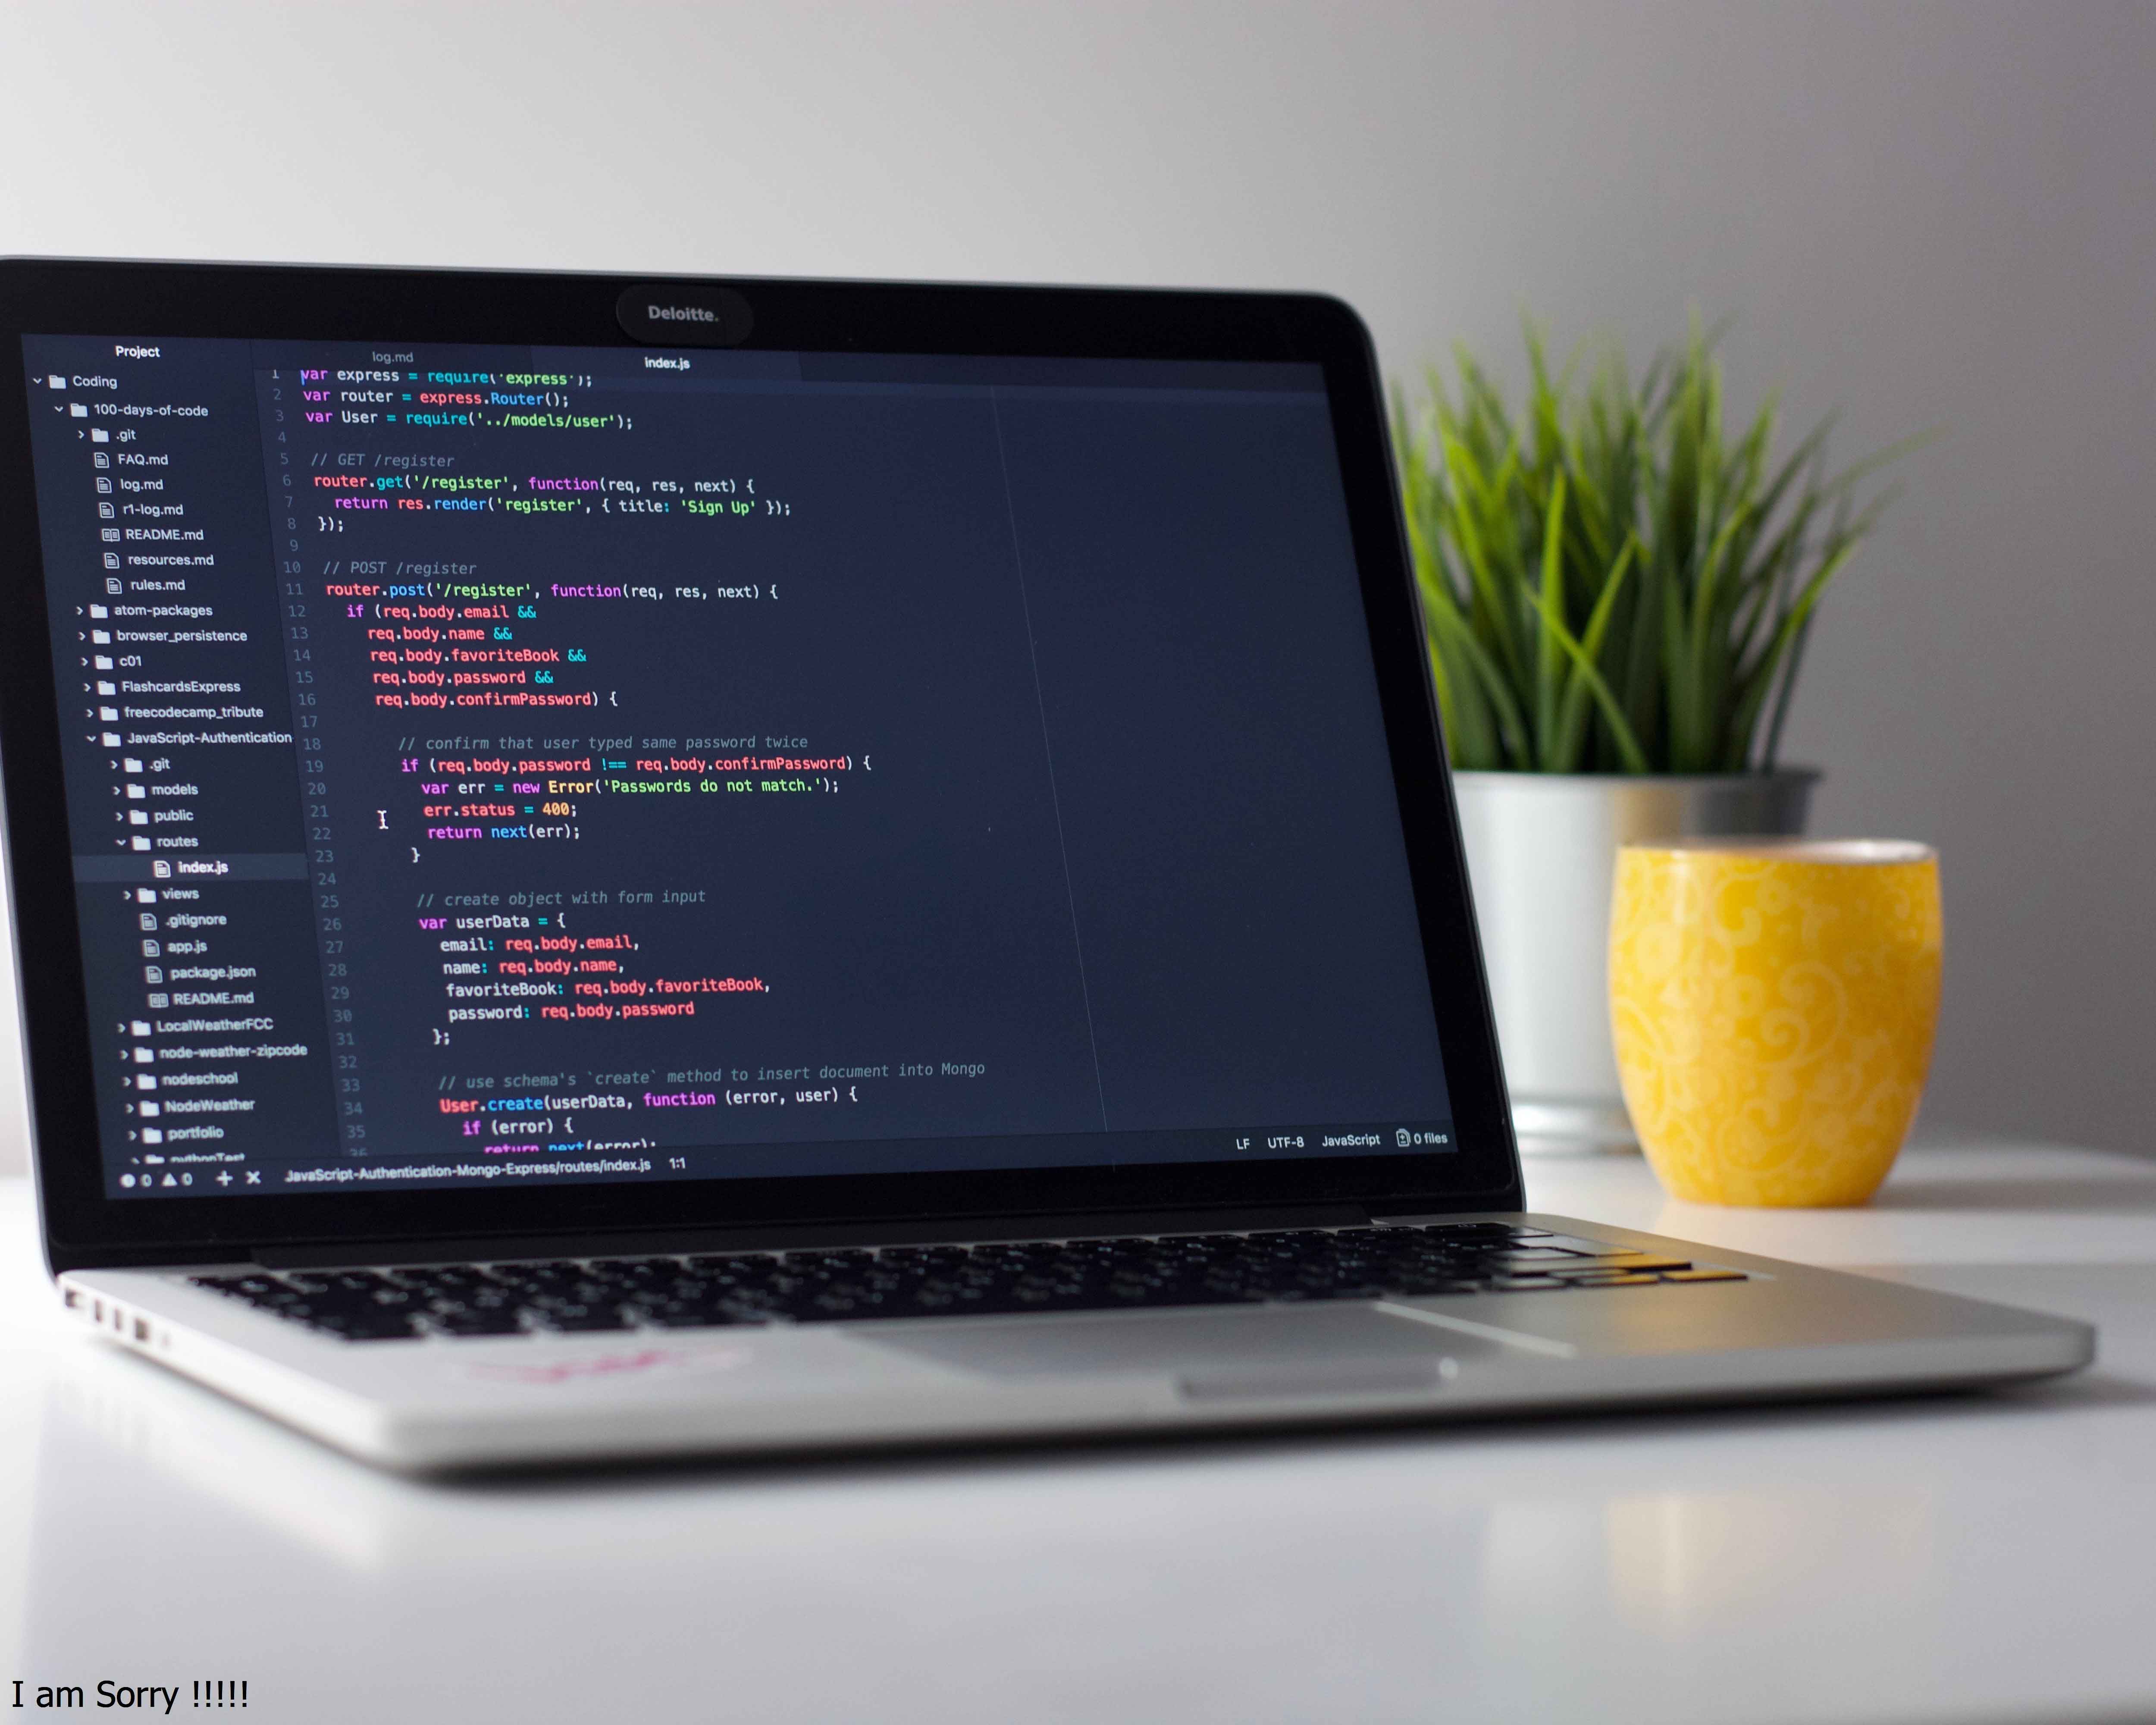 Deloitte.
Project
Coding
100-days-of-code
.git
FAQ.md
log.md
r1-log.md
README.md
resources.md
rules.md
atom-packages
browser_persistence
c01
FlashcardsExpress
freecodecamp_tribute
JavaScript-Authentication
.git
models
public
routes
index.js
views
.gitignore
app.js
package.json
README.md
LocalWeatherFCC
node-weather-zipcode
nodeschool
NodeWeather
portfolio
pythonTest
log.md index.js
1 var express = require('express');
2 var router = express.Router();
3 var User = require('../models/user');
4
5 // GET /register
6 router.get('/register', function(req, res, next) {
7 return res.render('register', { title: 'Sign Up' });
8 });
9
10 // POST /register
11 router.post('/register', function(req, res, next) {
12 if (req.body.email &&
13 req.body.name &&
14 req.body.favoriteBook &&
15 req.body.password &&
16 req.body.confirmPassword) {
17
18 // confirm that user typed same password twice
19 if (req.body.password !== req.body.confirmPassword) {
20 var err = new Error('Passwords do not match.');
21 err.status = 400;
22 return next(err);
23 }
24
25 // create object with form input
26 var userData = {
27 email: req.body.email,
28 name: req.body.name,
29 favoriteBook: req.body.favoriteBook,
30 password: req.body.password
31 };
32
33 // use schema's `create` method to insert document into Mongo
34 User.create(userData, function (error, user) {
35 if (error) {
36 return next(error);
0 0 + × JavaScript-Authentication-Mongo-Express/routes/index.js 1:1 LF UTF-8 JavaScript 0 files
I am Sorry !!!!!